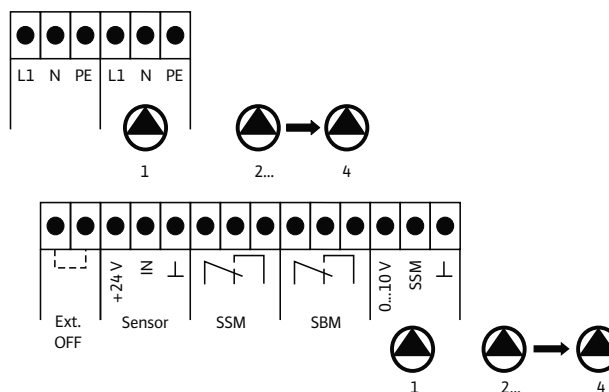 L1 N PE L1 N PE
1 2... 4
+24 V IN 0...10 V SSM
Ext. OFF Sensor SSM SBM
1 2... 4